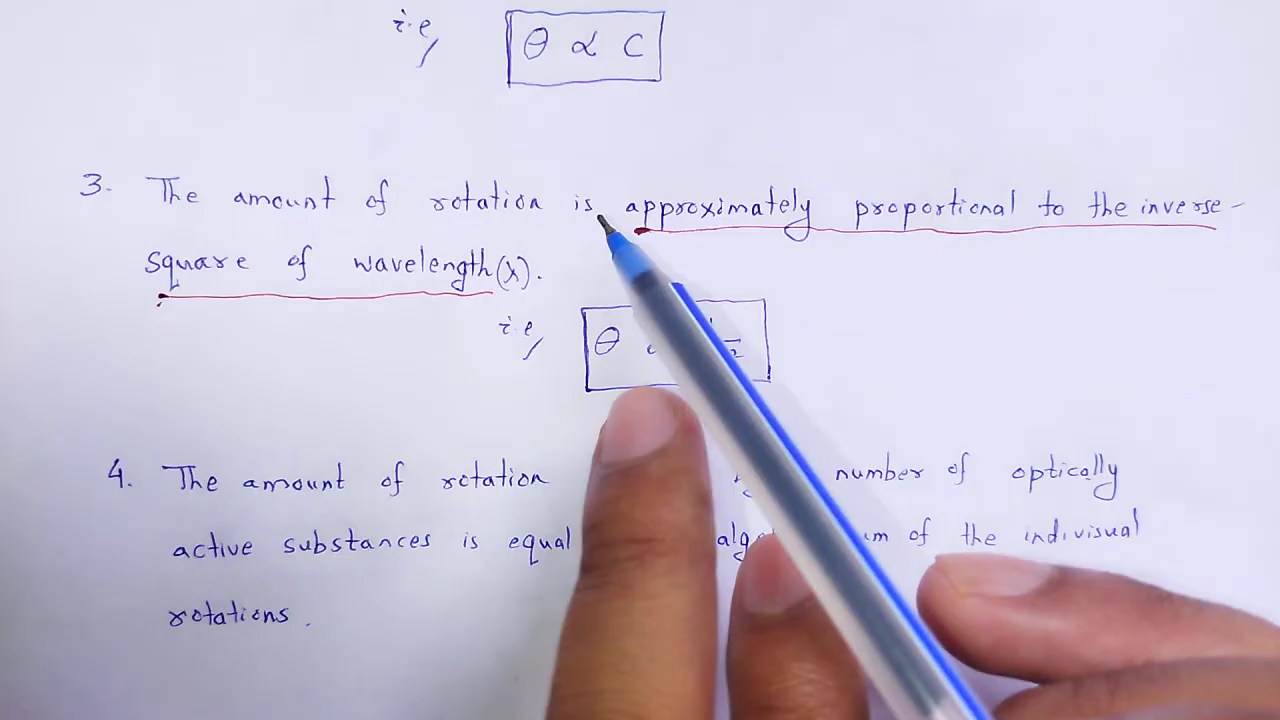 i.e,
θ ∝ C
3. The amount of rotation is approximately proportional to the inverse-
square of wavelength (λ).
i.e,
θ
4. The amount of rotation number of optically
active substances is equal of the indivisual
rotations.